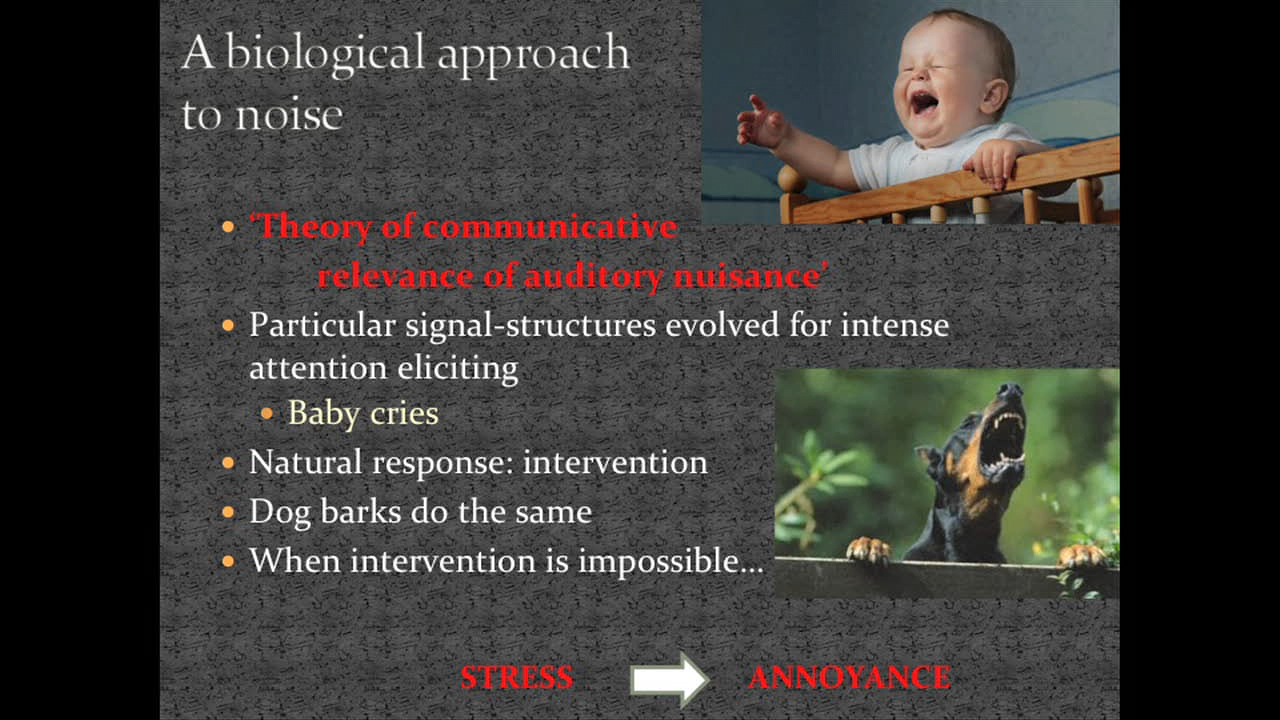 A biological approach
to noise
• ‘Theory of communicative
relevance of auditory nuisance’
• Particular signal-structures evolved for intense
attention eliciting
• Baby cries
• Natural response: intervention
• Dog barks do the same
• When intervention is impossible...
STRESS ANNOYANCE